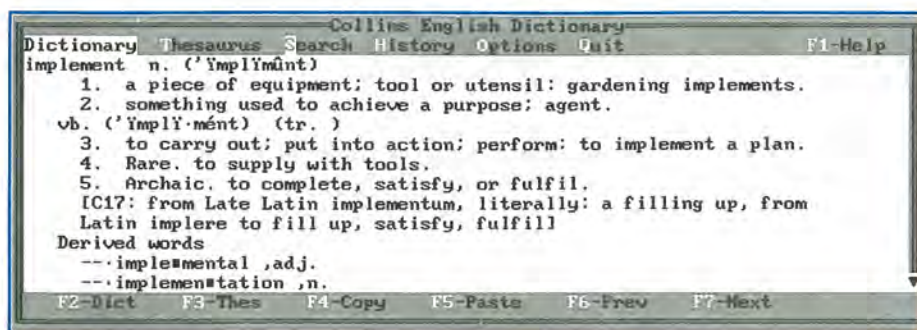 Collins English Dictionary
Dictionary Thesaurus Search History Options Quit F1-Help
implement n. ('ïmplïmûnt)
1. a piece of equipment; tool or utensil: gardening implements.
2. something used to achieve a purpose; agent.
vb. ('ïmplï·mént) (tr. )
3. to carry out; put into action; perform: to implement a plan.
4. Rare. to supply with tools.
5. Archaic. to complete, satisfy, or fulfil.
[C17: from Late Latin implementum, literally: a filling up, from
Latin implere to fill up, satisfy, fulfil]
Derived words
--·imple■mental ,adj.
--·implemen■tation ,n.
F2-Dict F3-Thes F4-Copy F5-Paste F6-Prev F7-Next